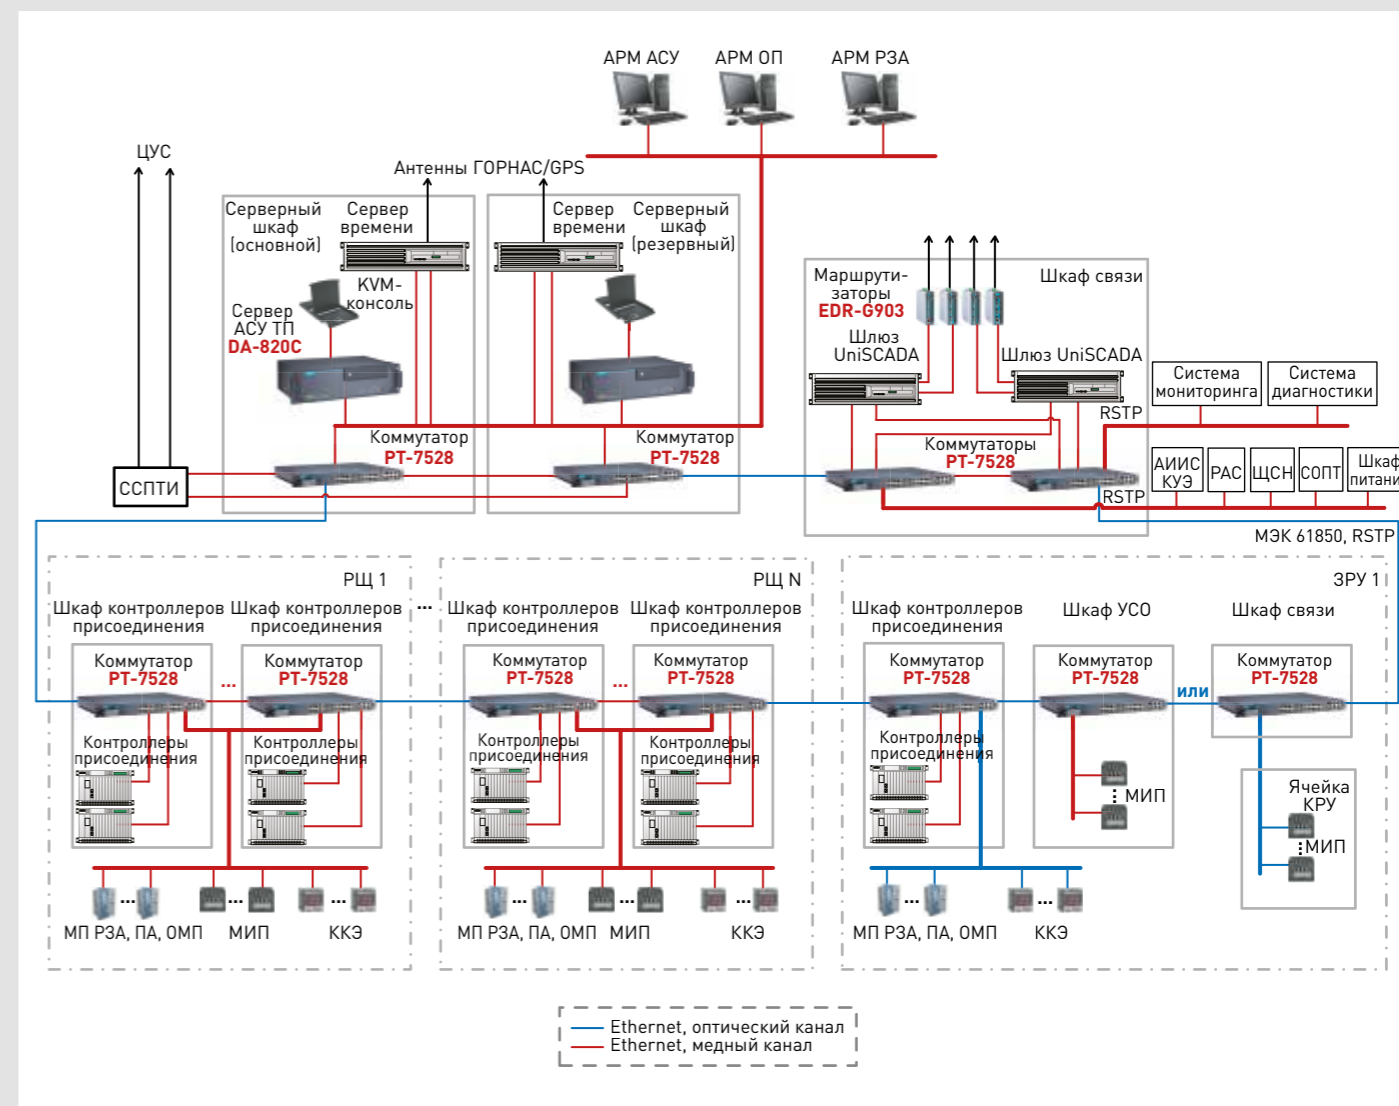 АРМ АСУ
АРМ ОП
АРМ РЗА
ЦУС
Антенны ГОРНАС/GPS
Серверный
шкаф
(основной)
Сервер
времени
Сервер
времени
Серверный
шкаф
(резервный)
KVM-
консоль
Сервер
АСУ ТП
DA-820C
Маршрути-
заторы
EDR-G903
Шкаф связи
Шлюз
UniSCADA
Шлюз UniSCADA
Система
мониторинга
Система
диагностики
RSTP
Коммутатор
PT-7528
Коммутатор
PT-7528
Коммутаторы
PT-7528
ССПТИ
RSTP
АИИС
КУЭ
РАС
ЩСН
СОПТ
Шкаф
питани
МЭК 61850, RSTP
РЩ 1
Шкаф контроллеров
присоединения
Шкаф контроллеров
присоединения
...
Коммутатор
PT-7528
...
Коммутатор
PT-7528
Контроллеры
присоединения
Контроллеры
присоединения
...
...
...
МП РЗА, ПА, ОМП
МИП
ККЭ
РЩ N
Шкаф контроллеров
присоединения
Шкаф контроллеров
присоединения
Коммутатор
PT-7528
...
Коммутатор
PT-7528
Контроллеры
присоединения
Контроллеры
присоединения
...
...
...
МП РЗА, ПА, ОМП
МИП
ККЭ
ЗРУ 1
Шкаф контроллеров
присоединения
Шкаф УСО
Шкаф связи
Коммутатор
PT-7528
Коммутатор
PT-7528
или
Коммутатор
PT-7528
Контроллеры
присоединения
...
МИП
Ячейка
КРУ
...
МИП
...
...
МП РЗА, ПА, ОМП
ККЭ
Ethernet, оптический канал
Ethernet, медный канал